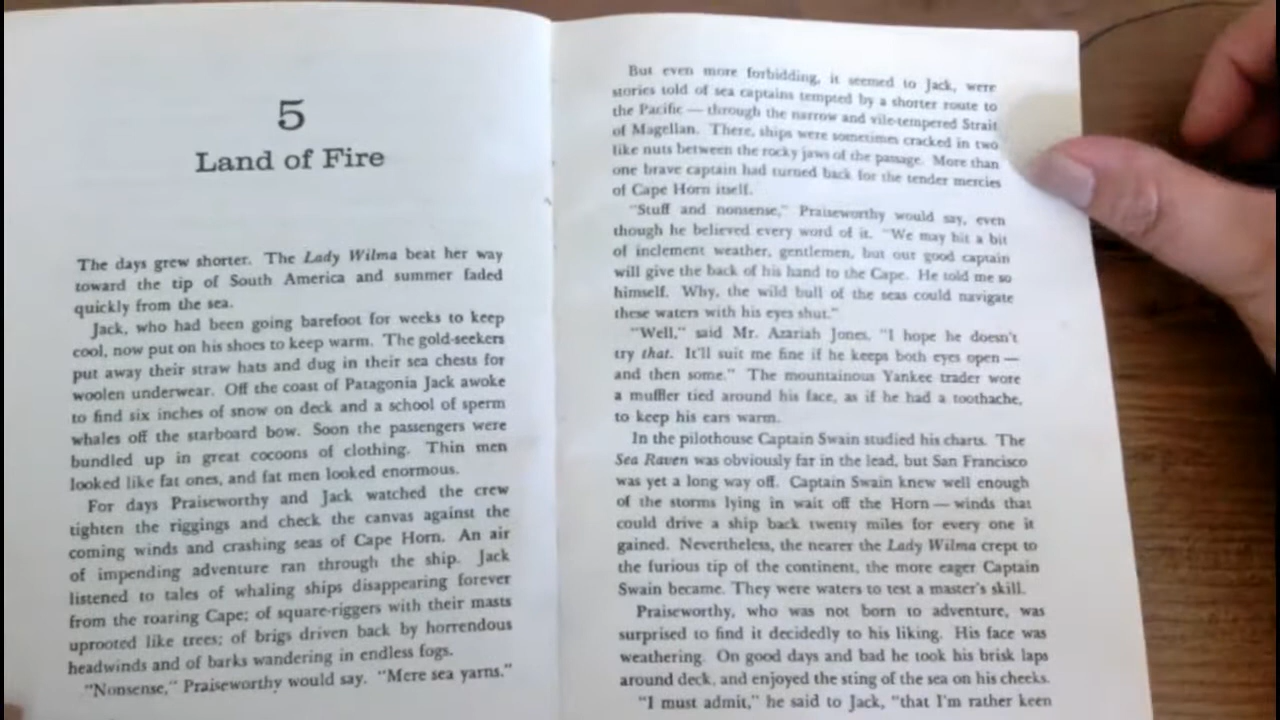 5
Land of Fire
The days grew shorter. The Lady Wilma beat her way
toward the tip of South America and summer faded
quickly from the sea.
Jack, who had been going barefoot for weeks to keep
cool, now put on his shoes to keep warm. The gold-seekers
put away their straw hats and dug in their sea chests for
woolen underwear. Off the coast of Patagonia Jack awoke
to find six inches of snow on deck and a school of sperm
whales off the starboard bow. Soon the passengers were
bundled up in great cocoons of clothing. Thin men
looked like fat ones, and fat men looked enormous.
For days Praiseworthy and Jack watched the crew
tighten the riggings and check the canvas against the
coming winds and crashing seas of Cape Horn. An air
of impending adventure ran through the ship. Jack
listened to tales of whaling ships disappearing forever
from the roaring Cape; of square-riggers with their masts
uprooted like trees; of brigs driven back by horrendous
headwinds and of barks wandering in endless fogs.
"Nonsense," Praiseworthy would say. "Mere sea yarns."
But even more forbidding, it seemed to Jack, were
stories told of sea captains tempted by a shorter route to
the Pacific — through the narrow and vile-tempered Strait
of Magellan. There, ships were sometimes cracked in two
like nuts between the rocky jaws of the passage. More than
one brave captain had turned back for the tender mercies
of Cape Horn itself.
"Stuff and nonsense," Praiseworthy would say, even
though he believed every word of it. "We may hit a bit
of inclement weather, gentlemen, but our good captain
will give the back of his hand to the Cape. He told me so
himself. Why, the wild bull of the seas could navigate
these waters with his eyes shut."
"Well," said Mr. Azariah Jones, "I hope he doesn't
try that. It'll suit me fine if he keeps both eyes open —
and then some." The mountainous Yankee trader wore
a muffler tied around his face, as if he had a toothache,
to keep his ears warm.
In the pilothouse Captain Swain studied his charts. The
Sea Raven was obviously far in the lead, but San Francisco
was yet a long way off. Captain Swain knew well enough
of the storms lying in wait off the Horn — winds that
could drive a ship back twenty miles for every one it
gained. Nevertheless, the nearer the Lady Wilma crept to
the furious tip of the continent, the more eager Captain
Swain became. They were waters to test a master's skill.
Praiseworthy, who was not born to adventure, was
surprised to find it decidedly to his liking. His face was
weathering. On good days and bad he took his brisk laps
around deck, and enjoyed the sting of the sea on his cheeks.
"I must admit," he said to Jack, "that I'm rather keen